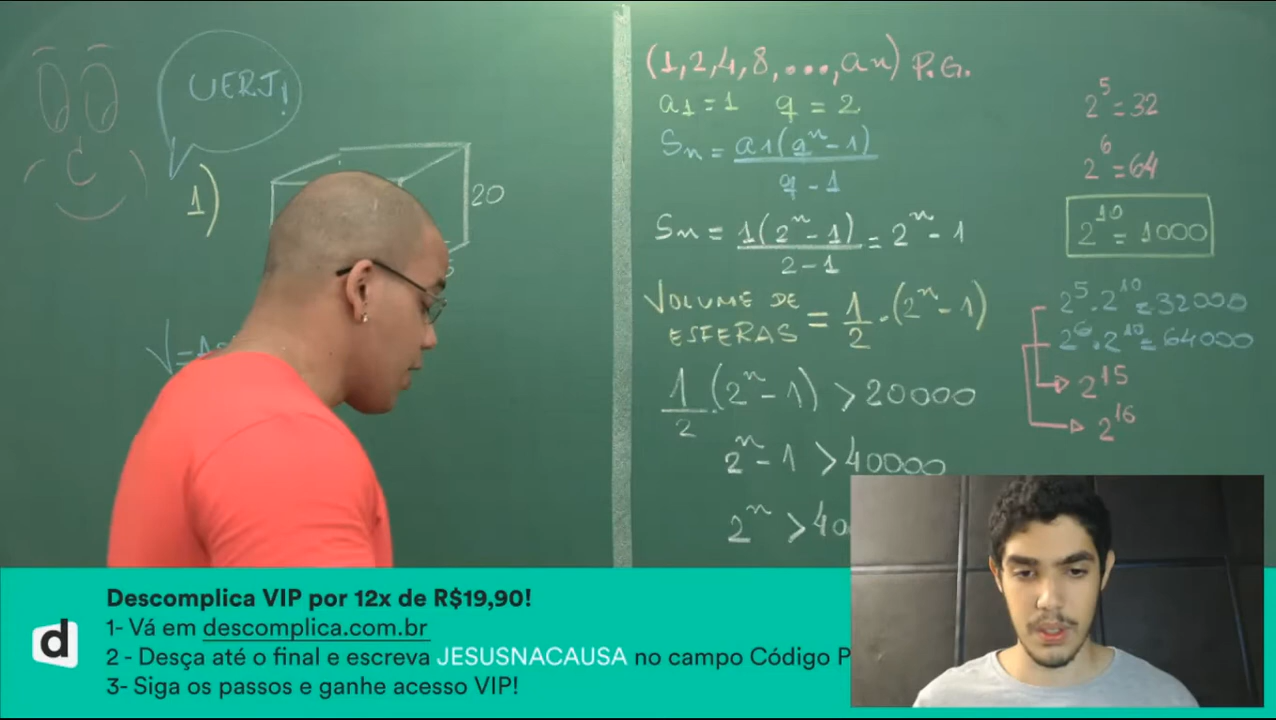 UERJ!
1)
20
V=
(1,2,4,8,...,an) P.G.
a1=1 q=2
Sn = a1(q^n-1)
q-1
Sn = 1(2^n-1) = 2^n-1
2-1
VOLUME DE
ESFERAS = 1/2 · (2^n-1)
1/2 · (2^n-1) > 20000
2^n-1 > 40000
2^n >
2^5=32
2^6=64
2^10=1000
2^5.2^10=32000
2^6.2^10=64000
2^15
2^16
d
Descomplica VIP por 12x de R$19,90!
1- Vá em descomplica.com.br
2 - Desça até o final e escreva JESUSNACAUSA no campo Código
3- Siga os passos e ganhe acesso VIP!